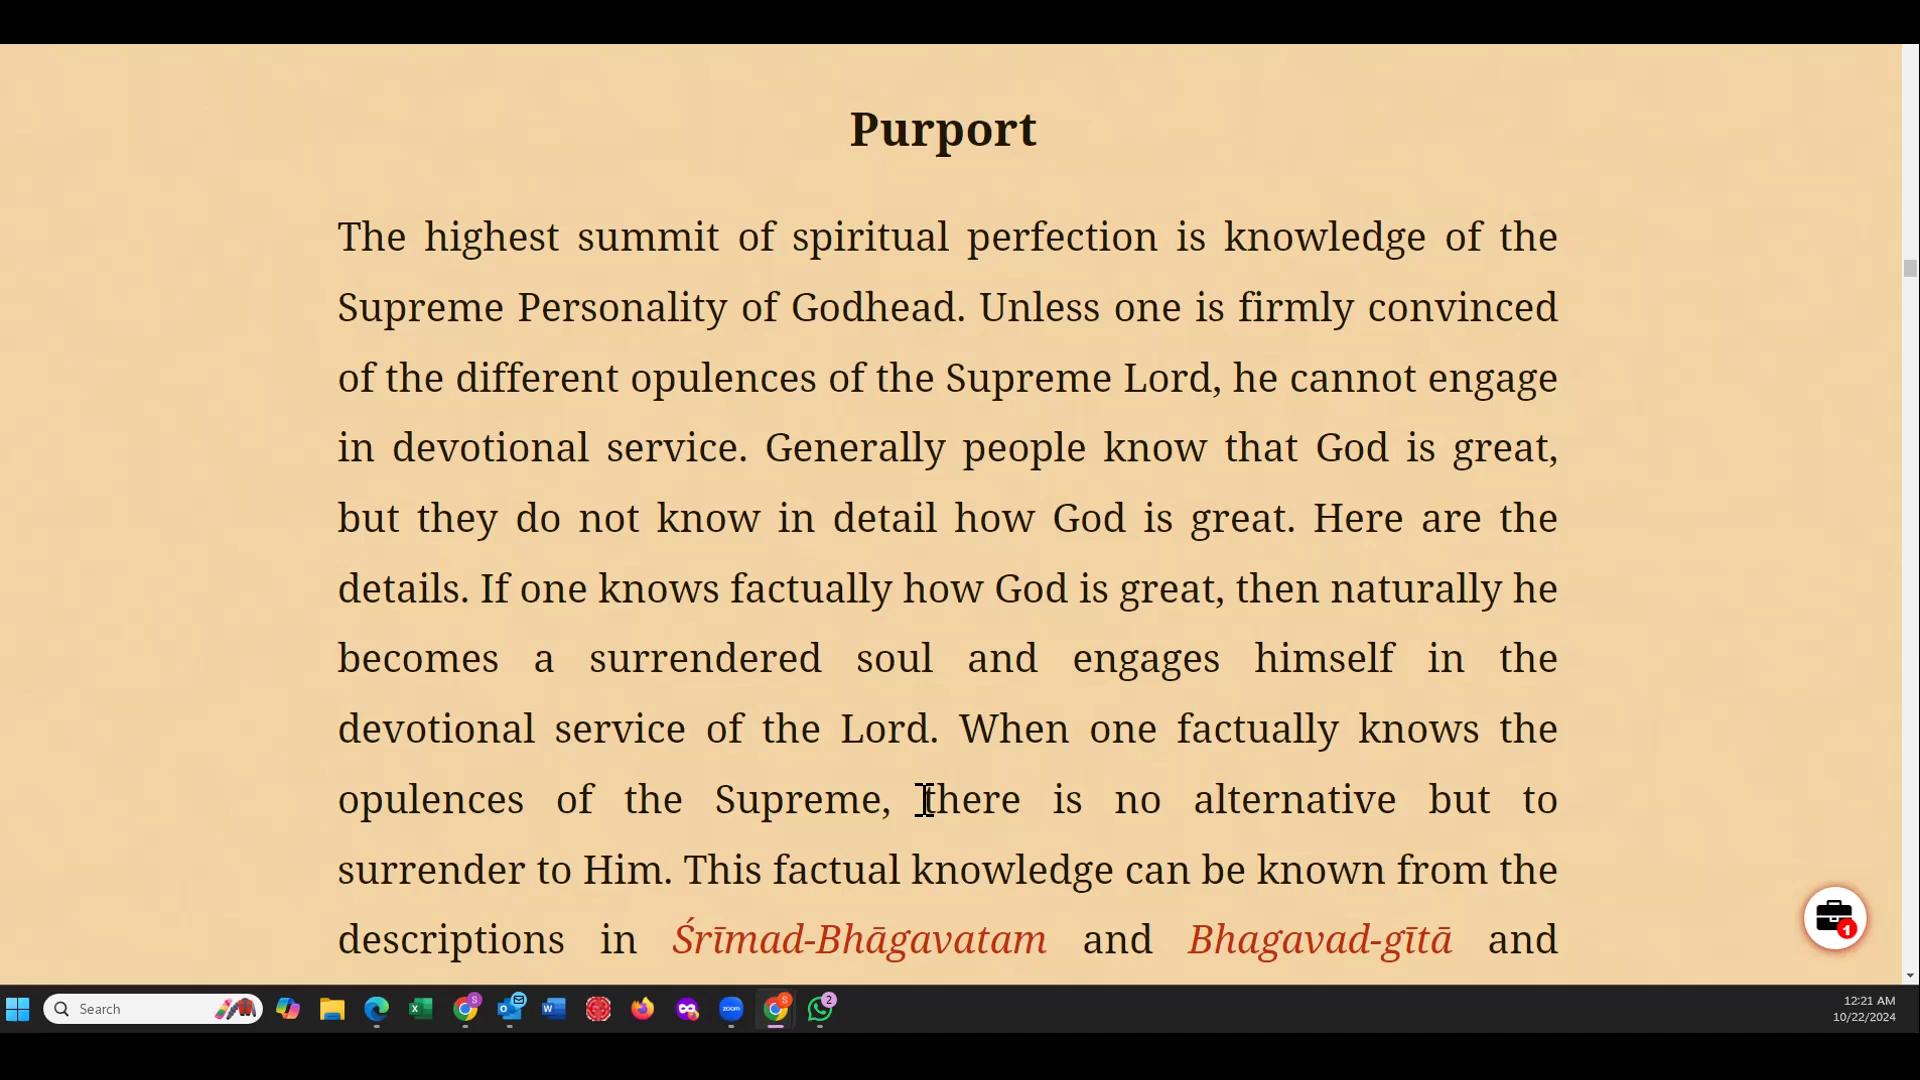 Purport
The highest summit of spiritual perfection is knowledge of the
Supreme Personality of Godhead. Unless one is firmly convinced
of the different opulences of the Supreme Lord, he cannot engage
in devotional service. Generally people know that God is great,
but they do not know in detail how God is great. Here are the
details. If one knows factually how God is great, then naturally he
becomes a surrendered soul and engages himself in the
devotional service of the Lord. When one factually knows the
opulences of the Supreme, there is no alternative but to
surrender to Him. This factual knowledge can be known from the
descriptions in Śrīmad-Bhāgavatam and Bhagavad-gītā and
1
Search
S
X
O
W
zoom
S
2
12:21 AM
10/22/2024